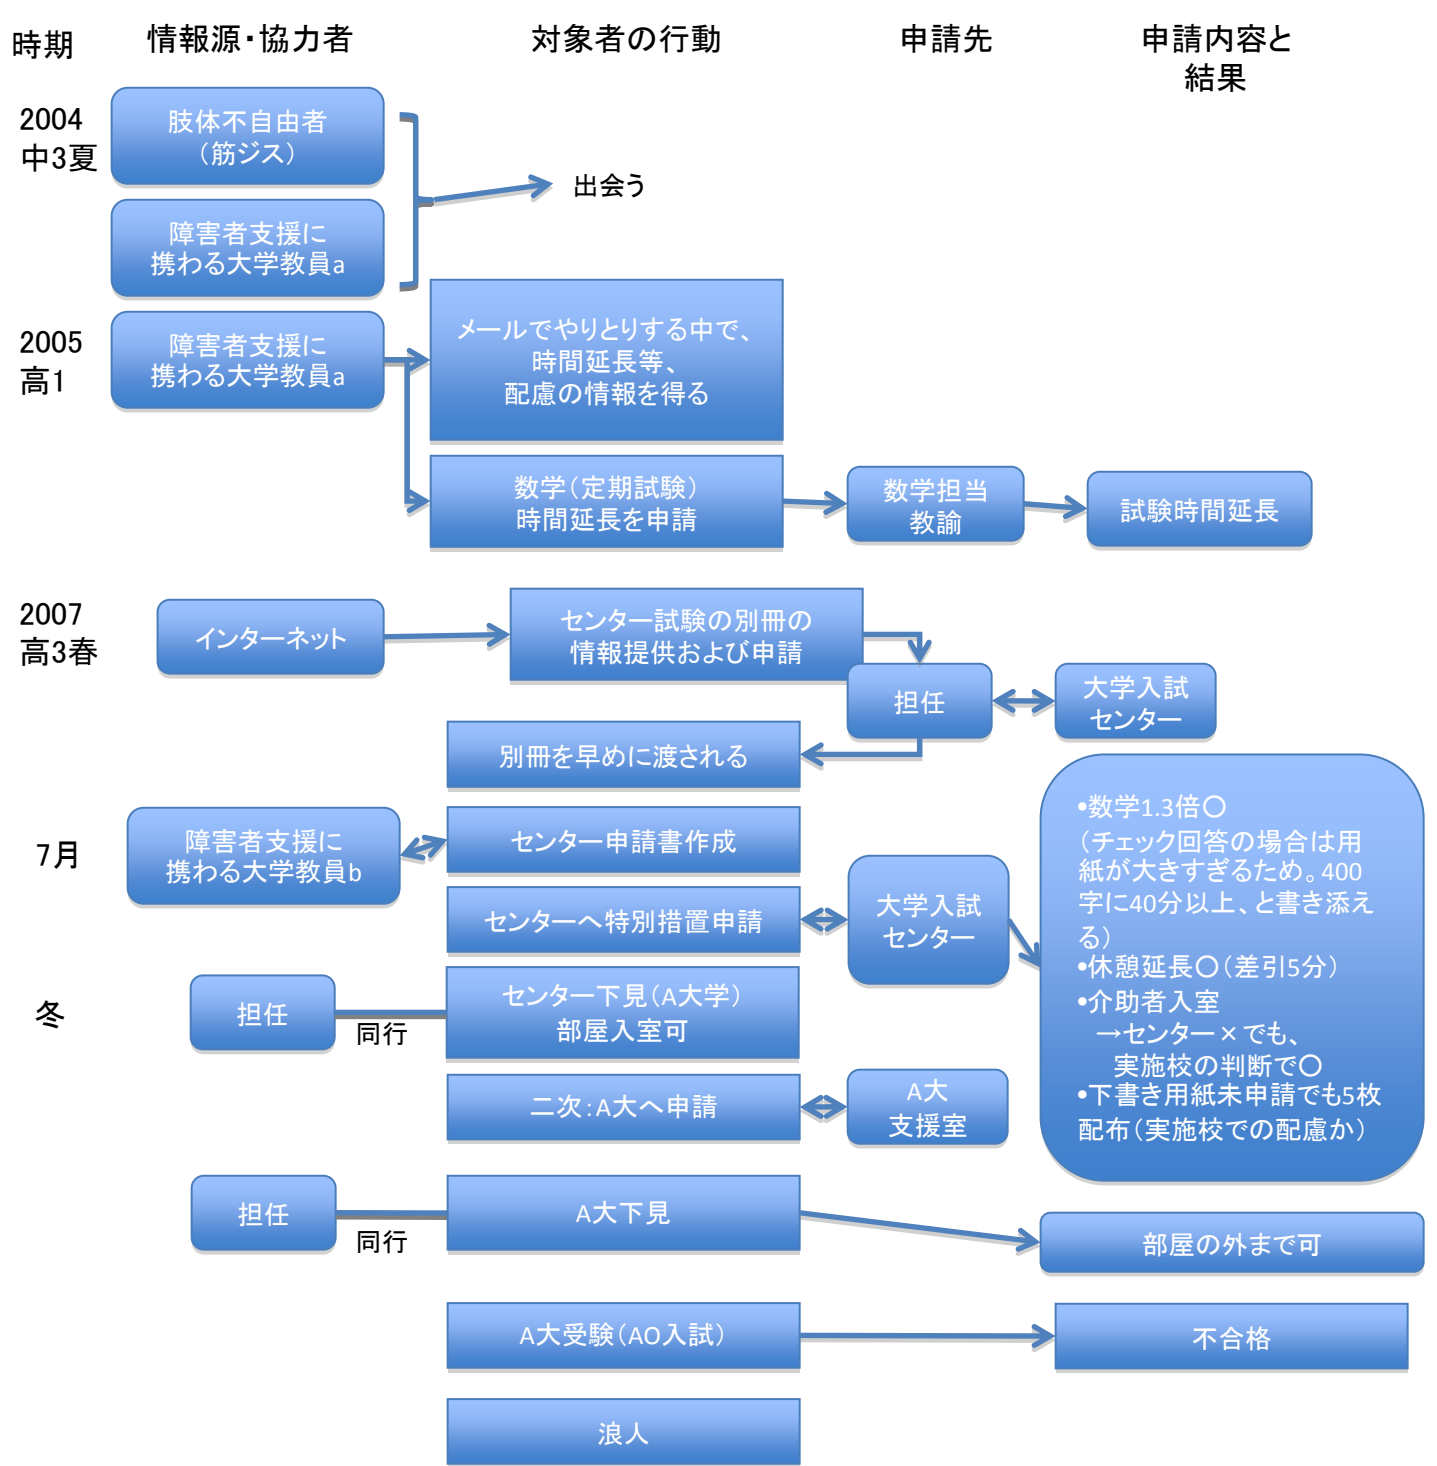 時期
情報源・協力者
対象者の行動
申請先
申請内容と
結果
2004
中3夏
肢体不自由者
（筋ジス）
障害者支援に
携わる大学教員a
出会う
2005
高1
障害者支援に
携わる大学教員a
メールでやりとりする中で、
時間延長等、
配慮の情報を得る
数学（定期試験）
時間延長を申請
数学担当
教諭
試験時間延長
2007
高3春
インターネット
センター試験の別冊の
情報提供および申請
担任
大学入試
センター
別冊を早めに渡される
7月
障害者支援に
携わる大学教員b
センター申請書作成
センターへ特別措置申請
大学入試
センター
•数学1.3倍〇
（チェック回答の場合は用
紙が大きすぎるため。400
字に40分以上、と書き添え
る）
•休憩延長〇（差引5分）
•介助者入室
→センター×でも、
実施校の判断で〇
•下書き用紙未申請でも5枚
配布（実施校での配慮か）
冬
担任
同行
センター下見（A大学）
部屋入室可
二次：A大へ申請
A大
支援室
担任
同行
A大下見
部屋の外まで可
A大受験（AO入試）
不合格
浪人